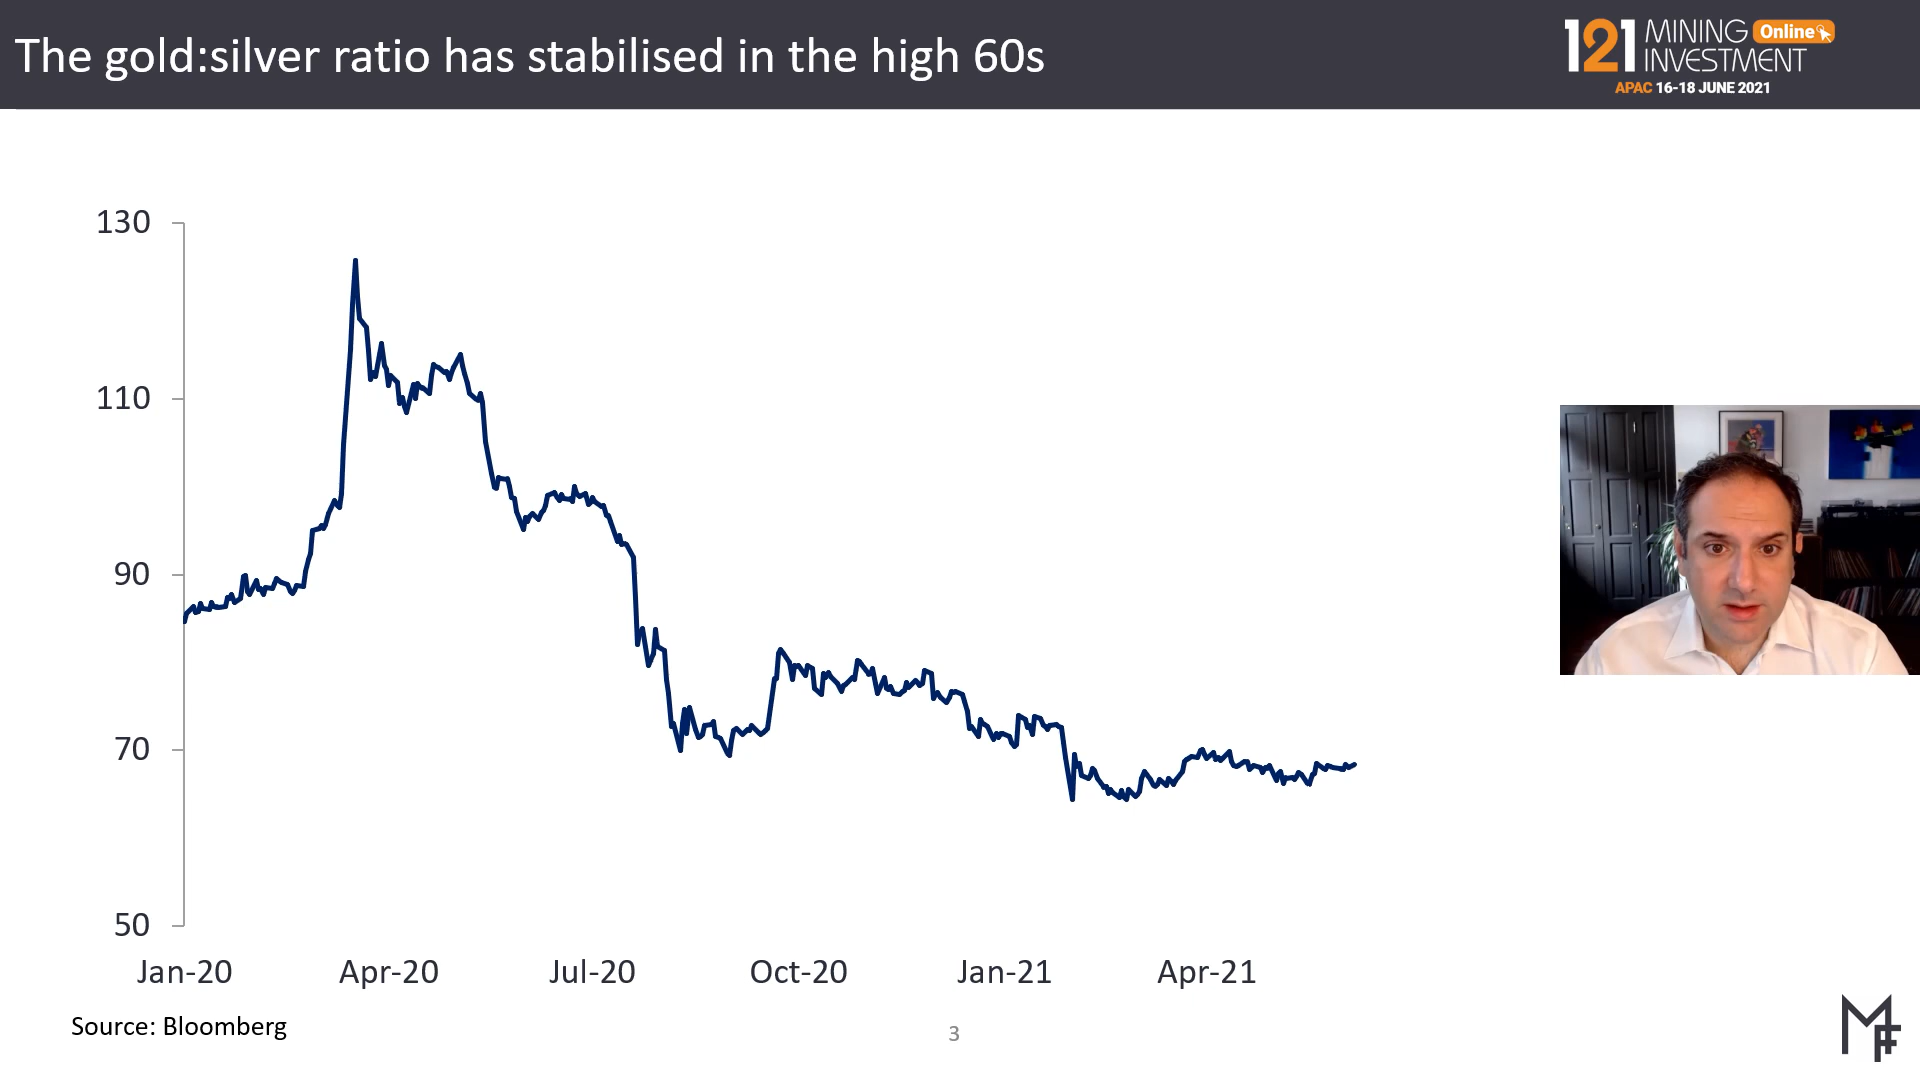 The gold:silver ratio has stabilised in the high 60s
121 MINING Online
INVESTMENT
APAC 16-18 JUNE 2021
130
110
90
70
50
Jan-20 Apr-20 Jul-20 Oct-20 Jan-21 Apr-21
Source: Bloomberg
3